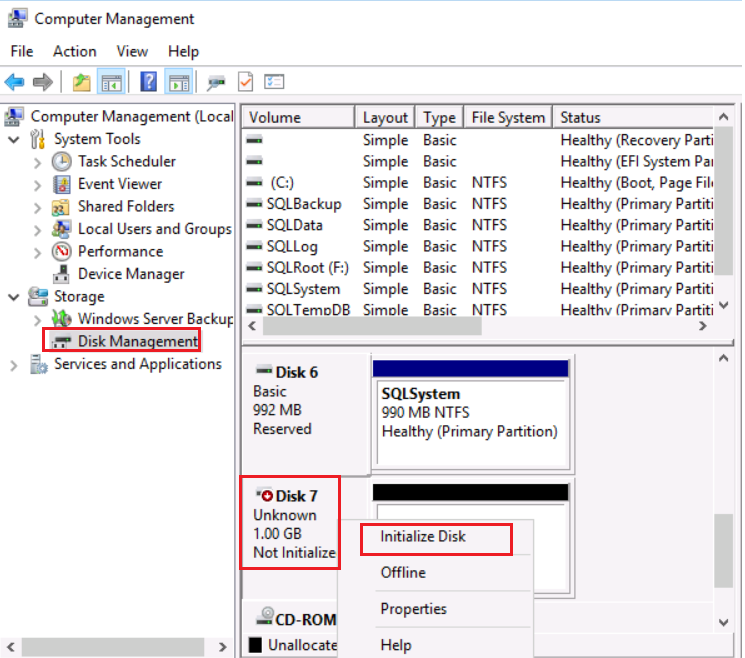 Computer Management
File Action View Help
Computer Management (Local
System Tools
Task Scheduler
Event Viewer
Shared Folders
Local Users and Groups
Performance
Device Manager
Storage
Windows Server Backup
Disk Management
Services and Applications
Volume Layout Type File System Status
Simple Basic Healthy (Recovery Parti
Simple Basic Healthy (EFI System Par
(C:) Simple Basic NTFS Healthy (Boot, Page File
SQLBackup Simple Basic NTFS Healthy (Primary Partiti
SQLData Simple Basic NTFS Healthy (Primary Partiti
SQLLog Simple Basic NTFS Healthy (Primary Partiti
SQLRoot (F:) Simple Basic NTFS Healthy (Primary Partiti
SQLSystem Simple Basic NTFS Healthy (Primary Partiti
SQLTempDB Simple Basic NTFS Healthy (Primary Partiti
Disk 6
Basic
992 MB
Reserved
SQLSystem
990 MB NTFS
Healthy (Primary Partition)
Disk 7
Unknown
1.00 GB
Not Initialize
Initialize Disk
Offline
Properties
Help
CD-ROM
Unallocate